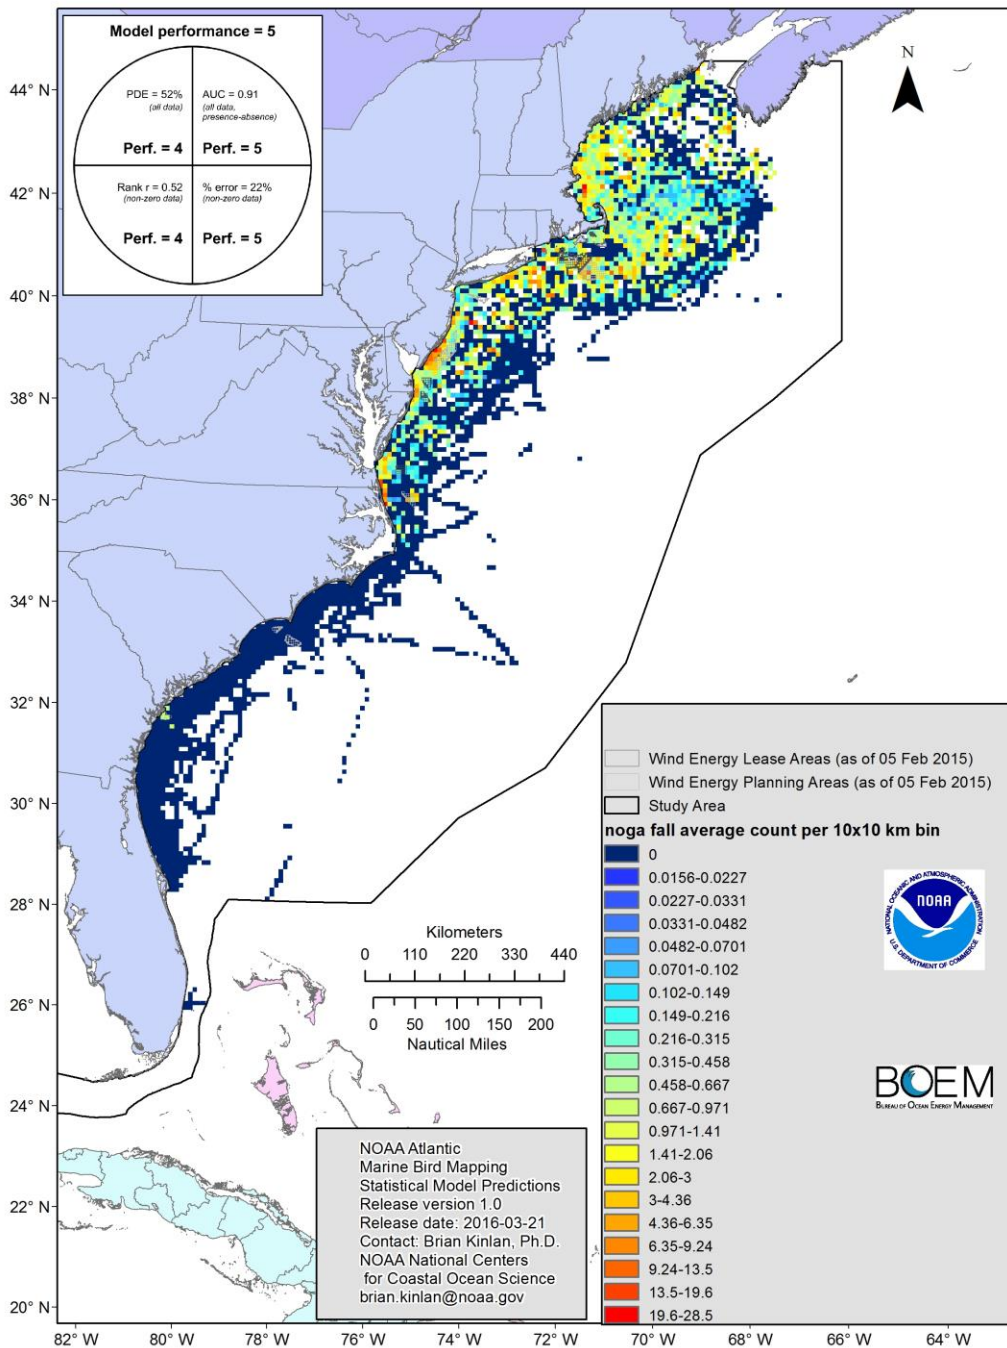 Model performance = 5
PDE = 52%
(all data)
Perf. = 4
AUC = 0.91
(all data,
presence-absence)
Perf. = 5
Rank r = 0.52
(non-zero data)
Perf. = 4
% error = 22%
(non-zero data)
Perf. = 5
N
44° N
42° N
40° N
38° N
36° N
34° N
32° N
30° N
28° N
26° N
24° N
22° N
20° N
Kilometers
0 110 220 330 440
0 50 100 150 200
Nautical Miles
Wind Energy Lease Areas (as of 05 Feb 2015)
Wind Energy Planning Areas (as of 05 Feb 2015)
Study Area
noga fall average count per 10x10 km bin
0
0.0156-0.0227
0.0227-0.0331
0.0331-0.0482
0.0482-0.0701
0.0701-0.102
0.102-0.149
0.149-0.216
0.216-0.315
0.315-0.458
0.458-0.667
0.667-0.971
0.971-1.41
1.41-2.06
2.06-3
3-4.36
4.36-6.35
6.35-9.24
9.24-13.5
13.5-19.6
19.6-28.5
NATIONAL OCEANIC AND ATMOSPHERIC ADMINISTRATION
NOAA
U.S. DEPARTMENT OF COMMERCE
BOEM
BUREAU OF OCEAN ENERGY MANAGEMENT
NOAA Atlantic
Marine Bird Mapping
Statistical Model Predictions
Release version 1.0
Release date: 2016-03-21
Contact: Brian Kinlan, Ph.D.
NOAA National Centers
for Coastal Ocean Science
brian.kinlan@noaa.gov
82° W 80° W 78° W 76° W 74° W 72° W 70° W 68° W 66° W 64° W